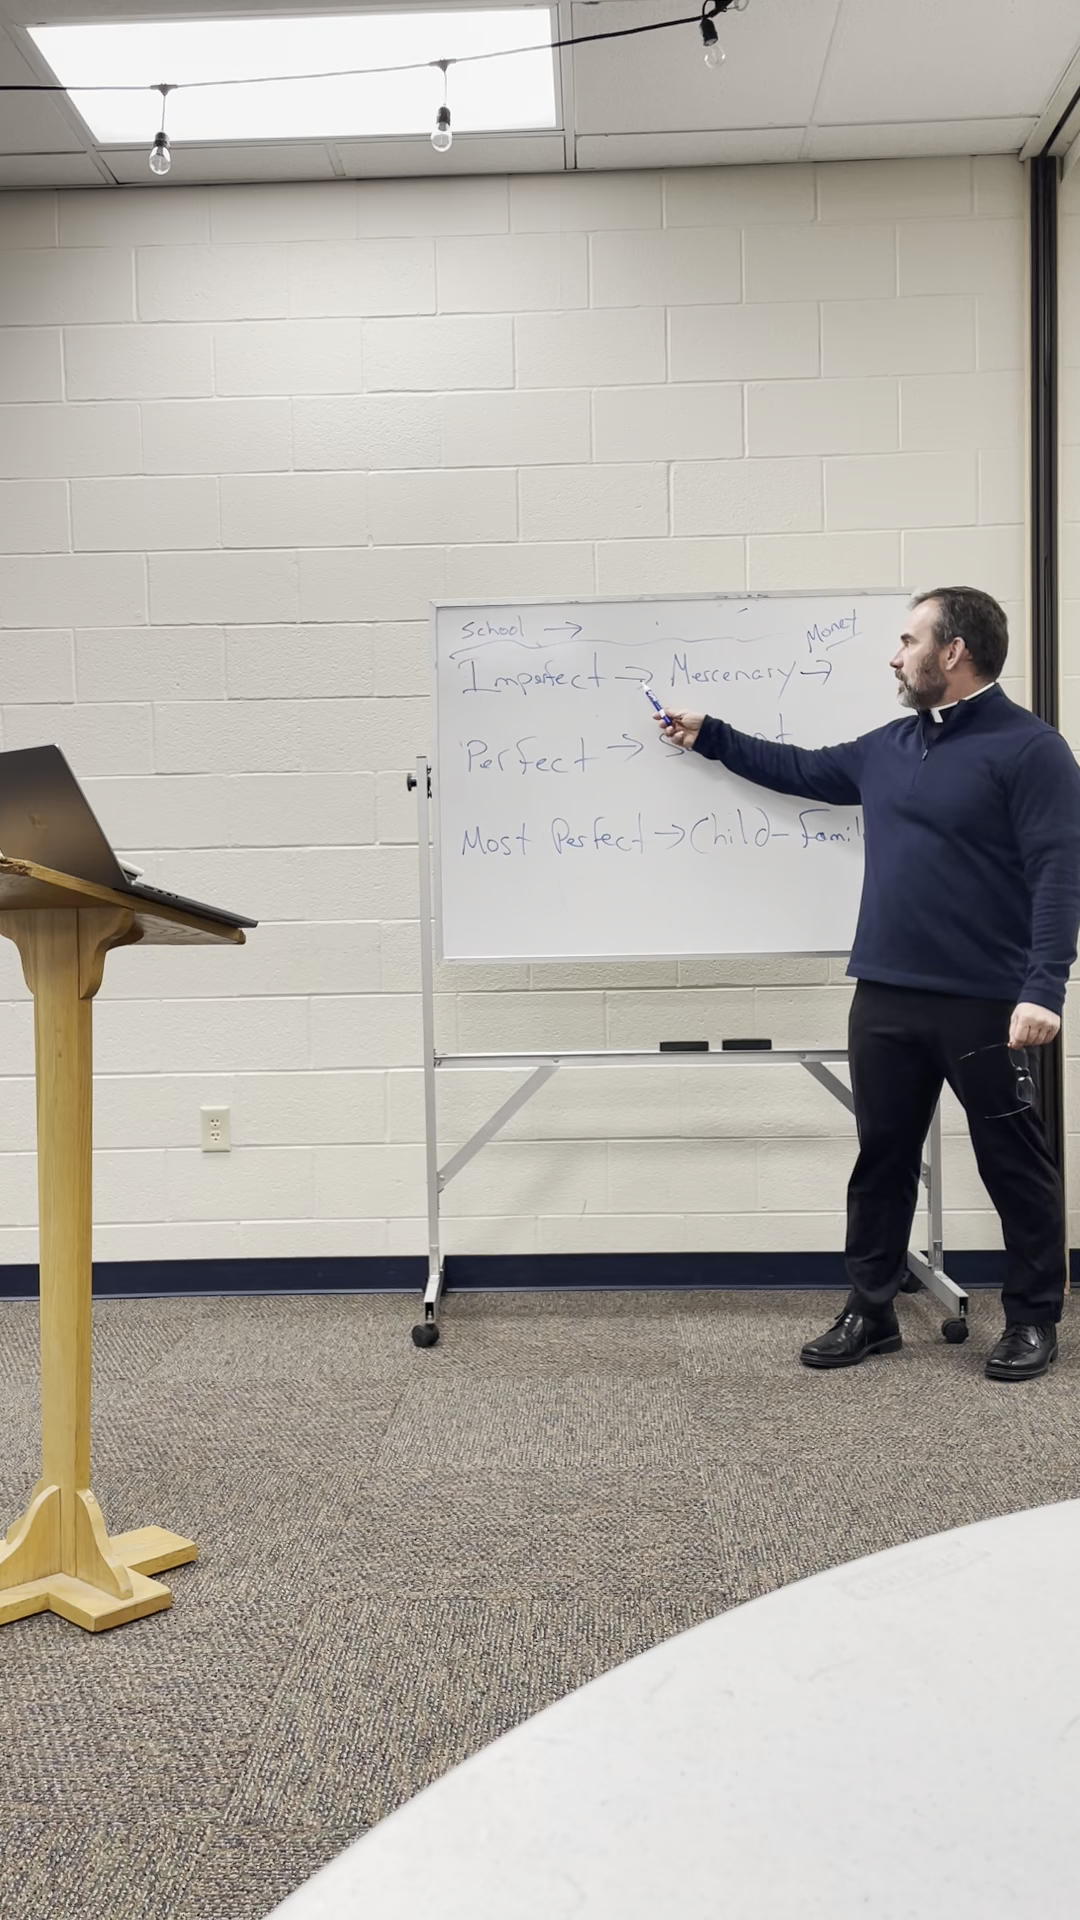 School →
Money
Imperfect → Mercenary →
Perfect →
Most Perfect → Child - Famil